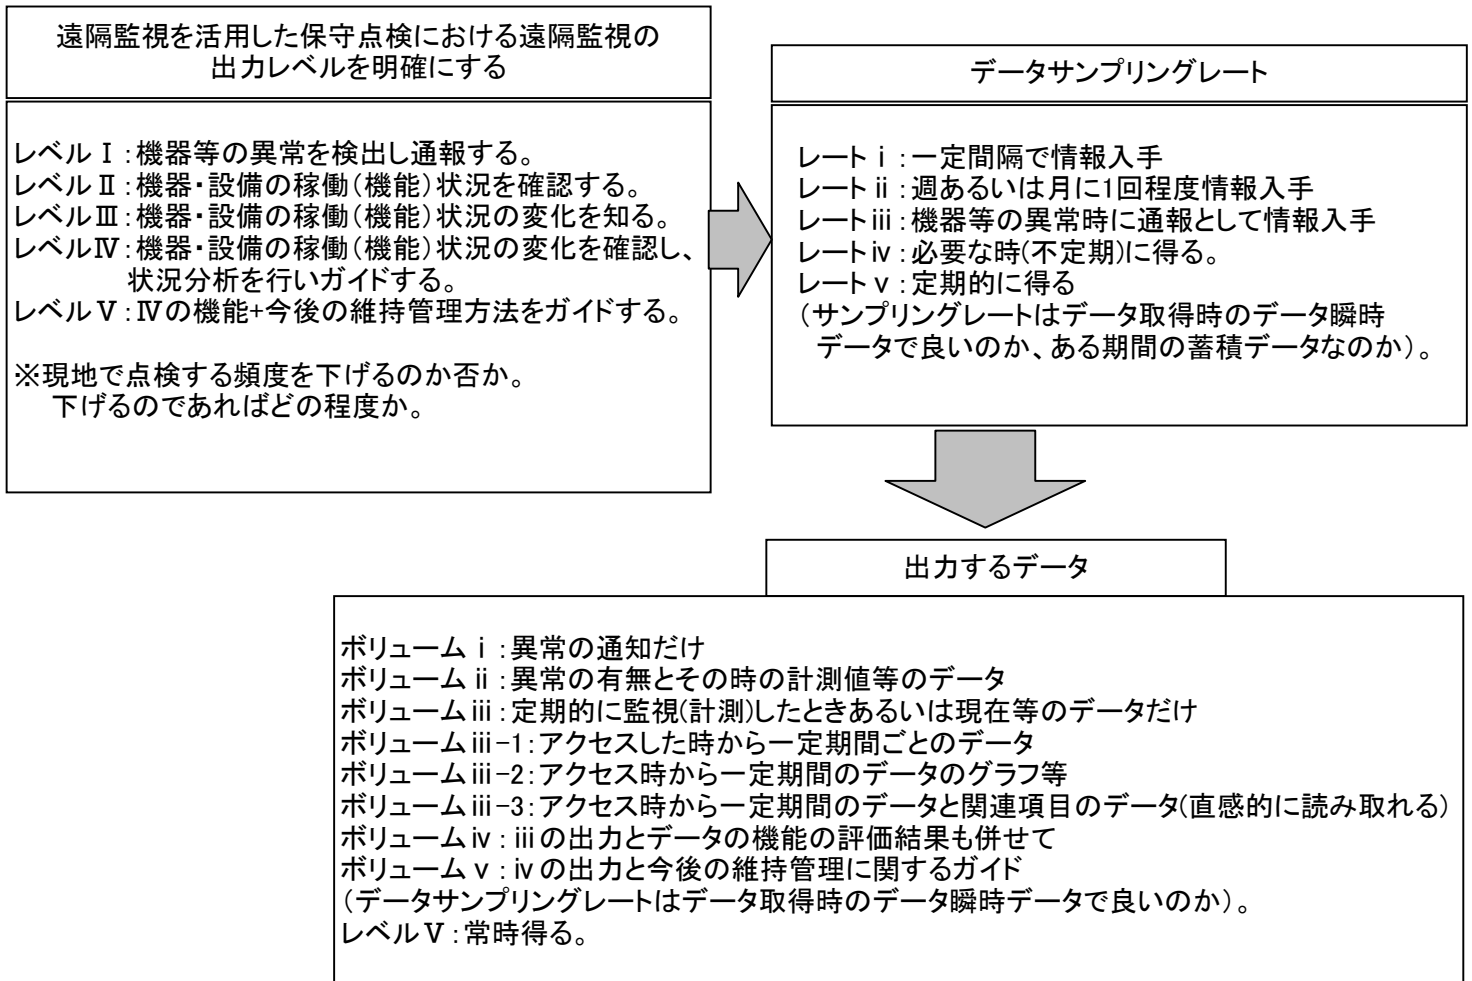 遠隔監視を活用した保守点検における遠隔監視の
出力レベルを明確にする
レベルⅠ：機器等の異常を検出し通報する。
レベルⅡ：機器・設備の稼働（機能）状況を確認する。
レベルⅢ：機器・設備の稼働（機能）状況の変化を知る。
レベルⅣ：機器・設備の稼働（機能）状況の変化を確認し、
状況分析を行いガイドする。
レベルⅤ：Ⅳの機能+今後の維持管理方法をガイドする。
※現地で点検する頻度を下げるのか否か。
下げるのであればどの程度か。
データサンプリングレート
レートⅰ：一定間隔で情報入手
レートⅱ：週あるいは月に1回程度情報入手
レートⅲ：機器等の異常時に通報として情報入手
レートⅳ：必要な時(不定期)に得る。
レートⅴ：定期的に得る
（サンプリングレートはデータ取得時のデータ瞬時
データで良いのか、ある期間の蓄積データなのか）。
出力するデータ
ボリュームⅰ：異常の通知だけ
ボリュームⅱ：異常の有無とその時の計測値等のデータ
ボリュームⅲ：定期的に監視(計測)したときあるいは現在等のデータだけ
ボリュームⅲ-1：アクセスした時から一定期間ごとのデータ
ボリュームⅲ-2：アクセス時から一定期間のデータのグラフ等
ボリュームⅲ-3：アクセス時から一定期間のデータと関連項目のデータ(直感的に読み取れる)
ボリュームⅳ：ⅲの出力とデータの機能の評価結果も併せて
ボリュームⅴ：ⅳの出力と今後の維持管理に関するガイド
（データサンプリングレートはデータ取得時のデータ瞬時データで良いのか）。
レベルⅤ：常時得る。